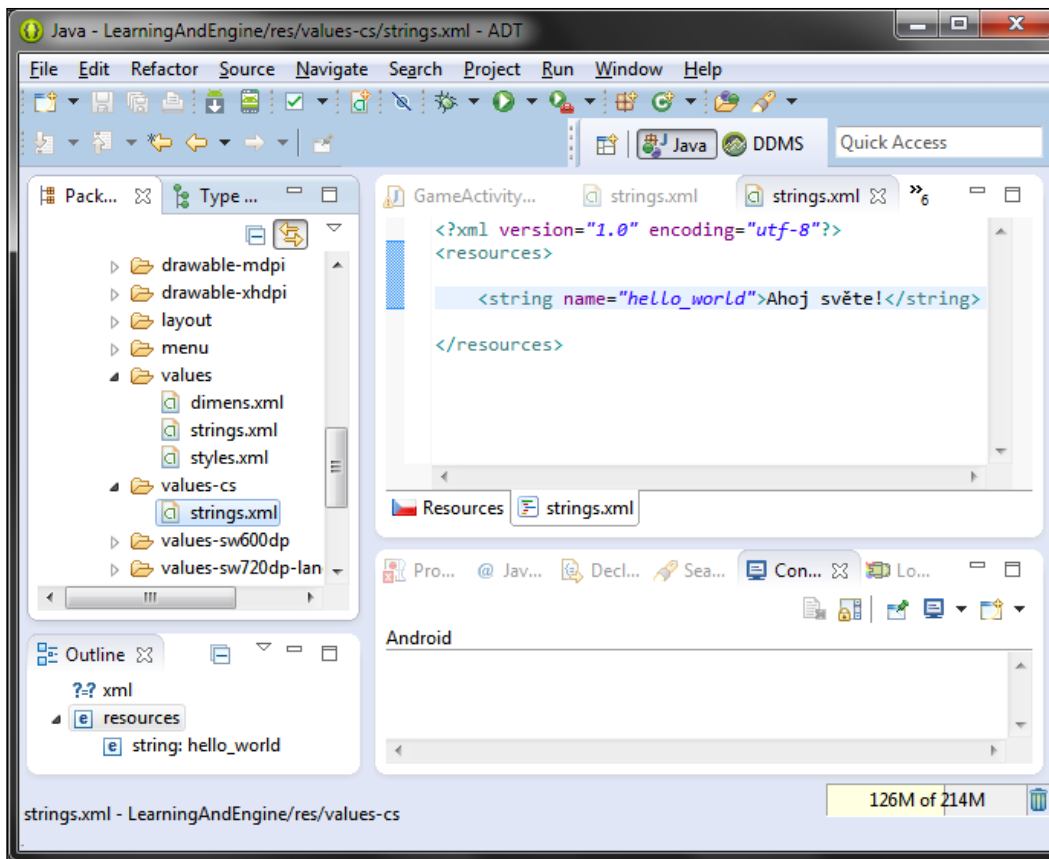 Java - LearningAndEngine/res/values-cs/strings.xml - ADT
File Edit Refactor Source Navigate Search Project Run Window Help
Java DDMS Quick Access
Pack... Type ...
drawable-mdpi
drawable-xhdpi
layout
menu
values
dimens.xml
strings.xml
styles.xml
values-cs
strings.xml
values-sw600dp
values-sw720dp-lan
GameActivity... strings.xml strings.xml »6
<?xml version="1.0" encoding="utf-8"?>
<resources>
<string name="hello_world">Ahoj světe!</string>
</resources>
Resources strings.xml
Pro... @ Jav... Decl... Sea... Con... Lo...
Android
Outline
?=? xml
e resources
e string: hello_world
strings.xml - LearningAndEngine/res/values-cs
126M of 214M